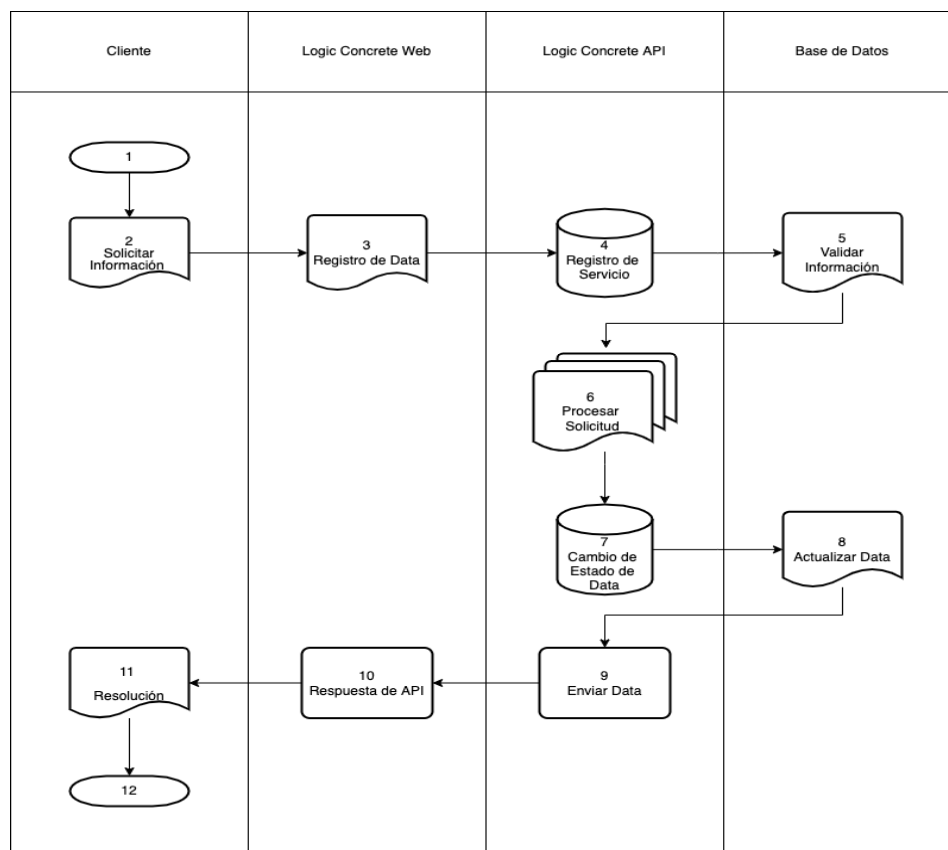 Cliente
Logic Concrete Web
Logic Concrete API
Base de Datos
1
2
Solicitar
Información
3
Registro de Data
4
Registro de
Servicio
5
Validar
Información
6
Procesar
Solicitud
7
Cambio de
Estado de
Data
8
Actualizar Data
9
Enviar Data
10
Respuesta de API
11
Resolución
12